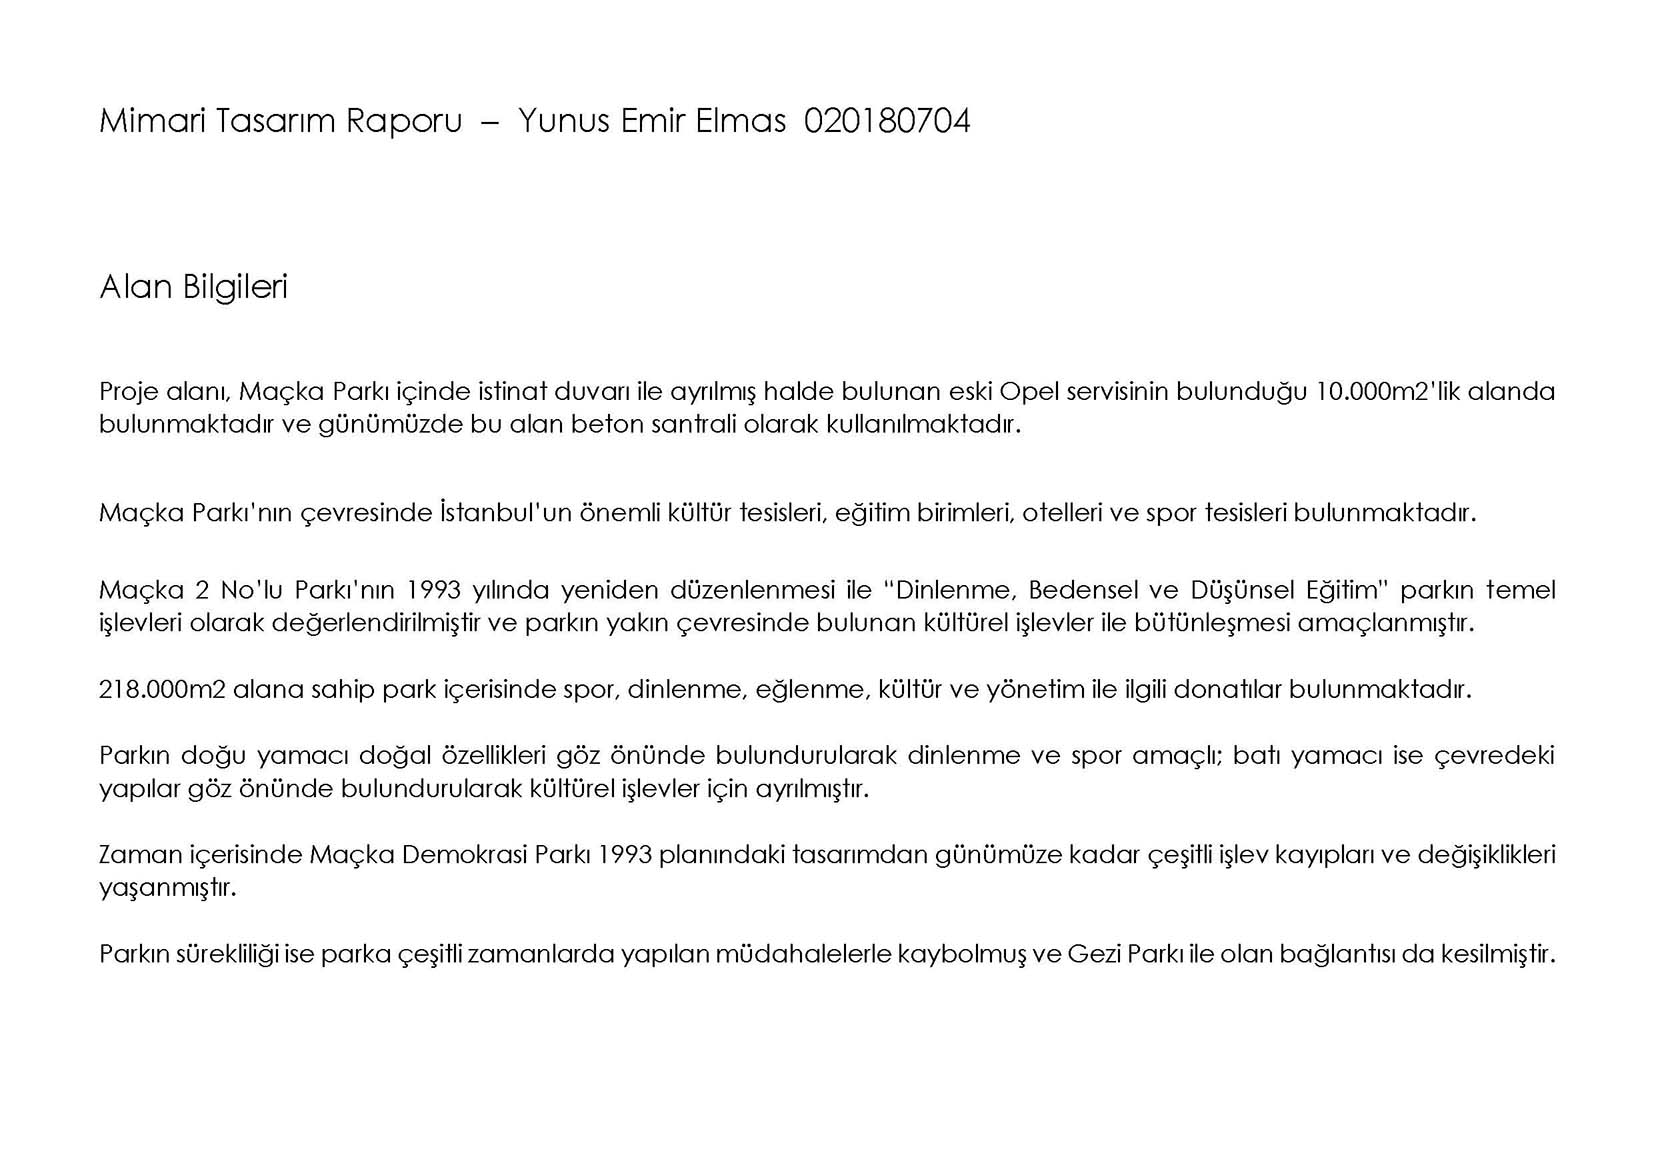 Mimari Tasarım Raporu – Yunus Emir Elmas 020180704
Alan Bilgileri
Proje alanı, Maçka Parkı içinde istinat duvarı ile ayrılmış halde bulunan eski Opel servisinin bulunduğu 10.000m2'lik alanda
bulunmaktadır ve günümüzde bu alan beton santrali olarak kullanılmaktadır.
Maçka Parkı'nın çevresinde İstanbul'un önemli kültür tesisleri, eğitim birimleri, otelleri ve spor tesisleri bulunmaktadır.
Maçka 2 No'lu Parkı'nın 1993 yılında yeniden düzenlenmesi ile “Dinlenme, Bedensel ve Düşünsel Eğitim” parkın temel
işlevleri olarak değerlendirilmiştir ve parkın yakın çevresinde bulunan kültürel işlevler ile bütünleşmesi amaçlanmıştır.
218.000m2 alana sahip park içerisinde spor, dinlenme, eğlenme, kültür ve yönetim ile ilgili donatılar bulunmaktadır.
Parkın doğu yamacı doğal özellikleri göz önünde bulundurularak dinlenme ve spor amaçlı; batı yamacı ise çevredeki
yapılar göz önünde bulundurularak kültürel işlevler için ayrılmıştır.
Zaman içerisinde Maçka Demokrasi Parkı 1993 planındaki tasarımdan günümüze kadar çeşitli işlev kayıpları ve değişiklikleri
yaşanmıştır.
Parkın sürekliliği ise parka çeşitli zamanlarda yapılan müdahalelerle kaybolmuş ve Gezi Parkı ile olan bağlantısı da kesilmiştir.